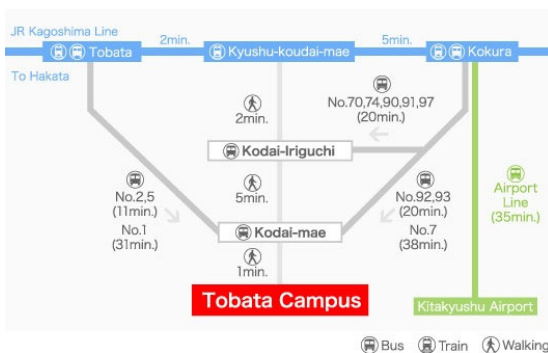 JR Kagoshima Line
Tobata
2min.
Kyushu-koudai-mae
5min.
Kokura
To Hakata
2min.
No.70,74,90,91,97
(20min.)
Kodai-Iriguchi
No.2,5
(11min.)
No.1
(31min.)
5min.
No.92,93
(20min.)
No.7
(38min.)
Airport
Line
(35min.)
Kodai-mae
1min.
Tobata Campus
Kitakyushu Airport
Bus Train Walking